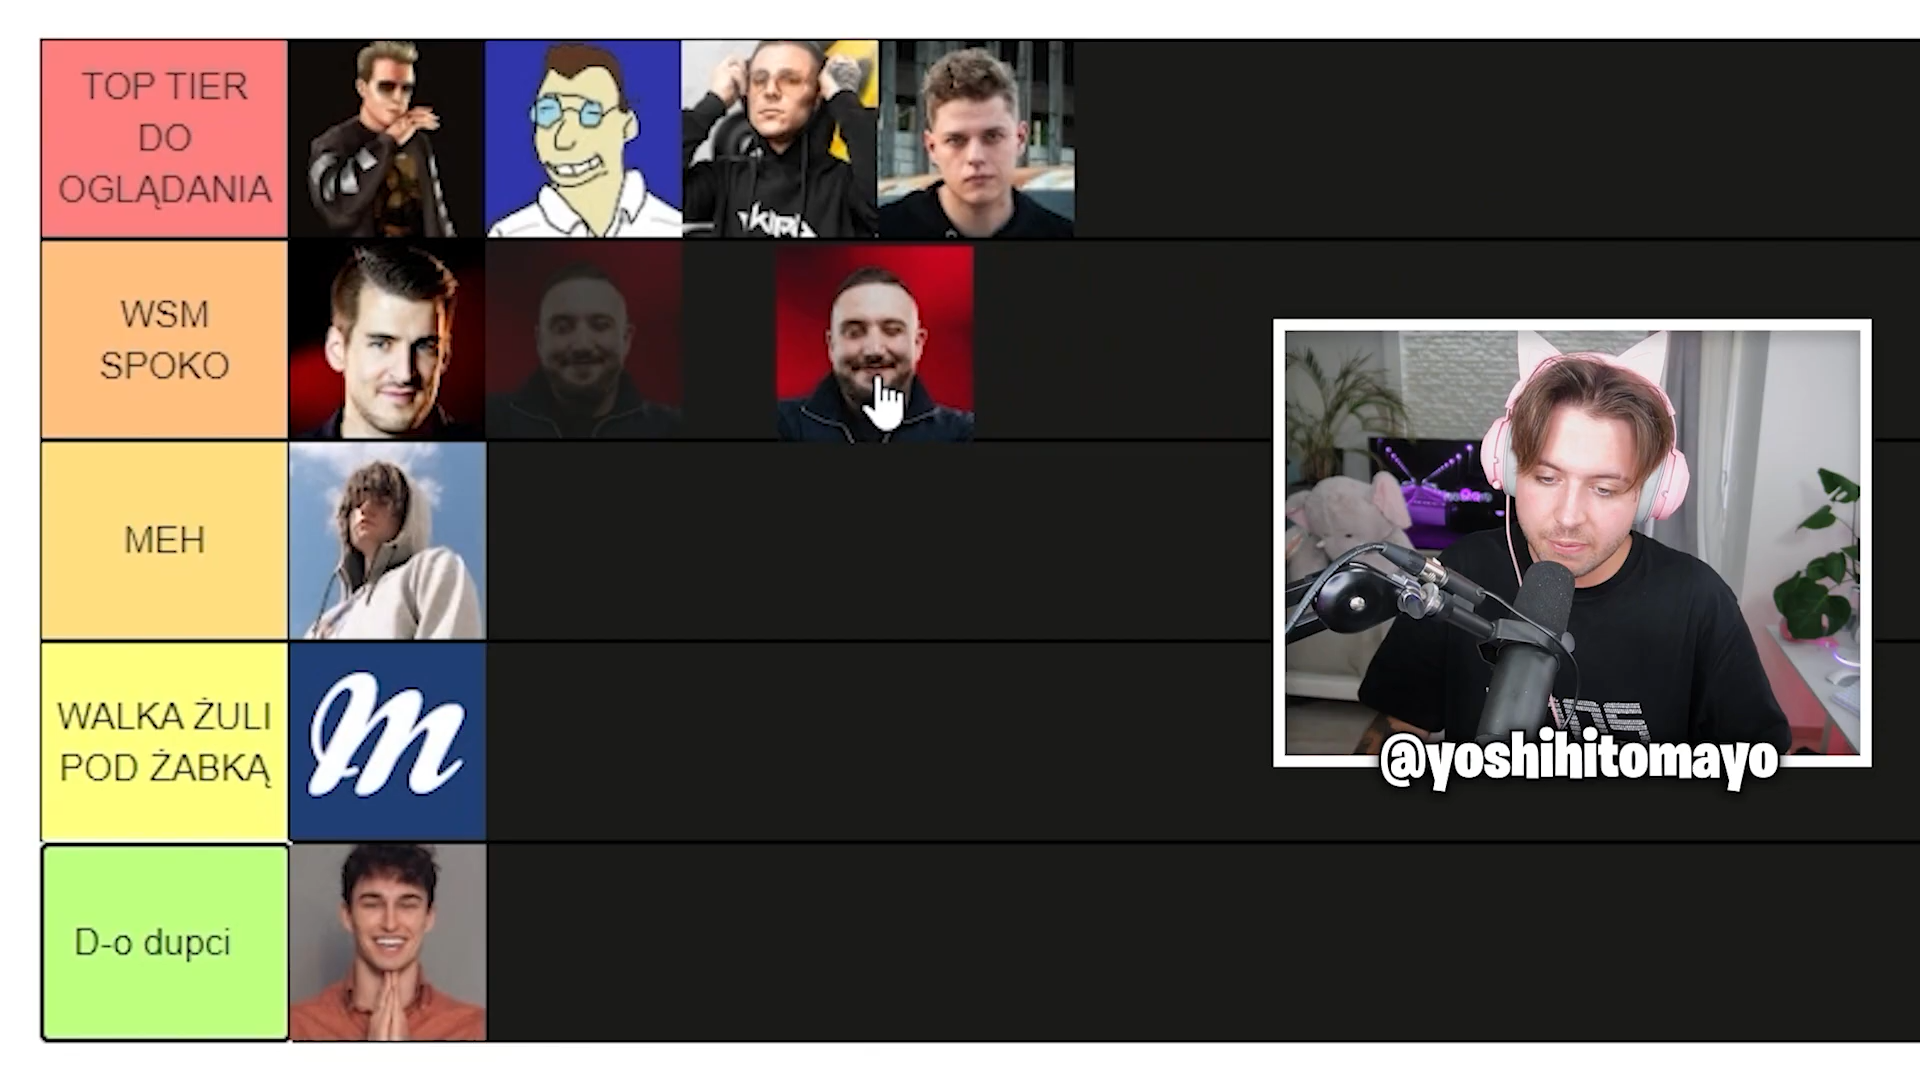 TOP TIER
DO
OGLĄDANIA
WSM
SPOKO
MEH
WALKA ŻULI
POD ŻABKĄ
m
D-o dupci
@yoshihitomayo